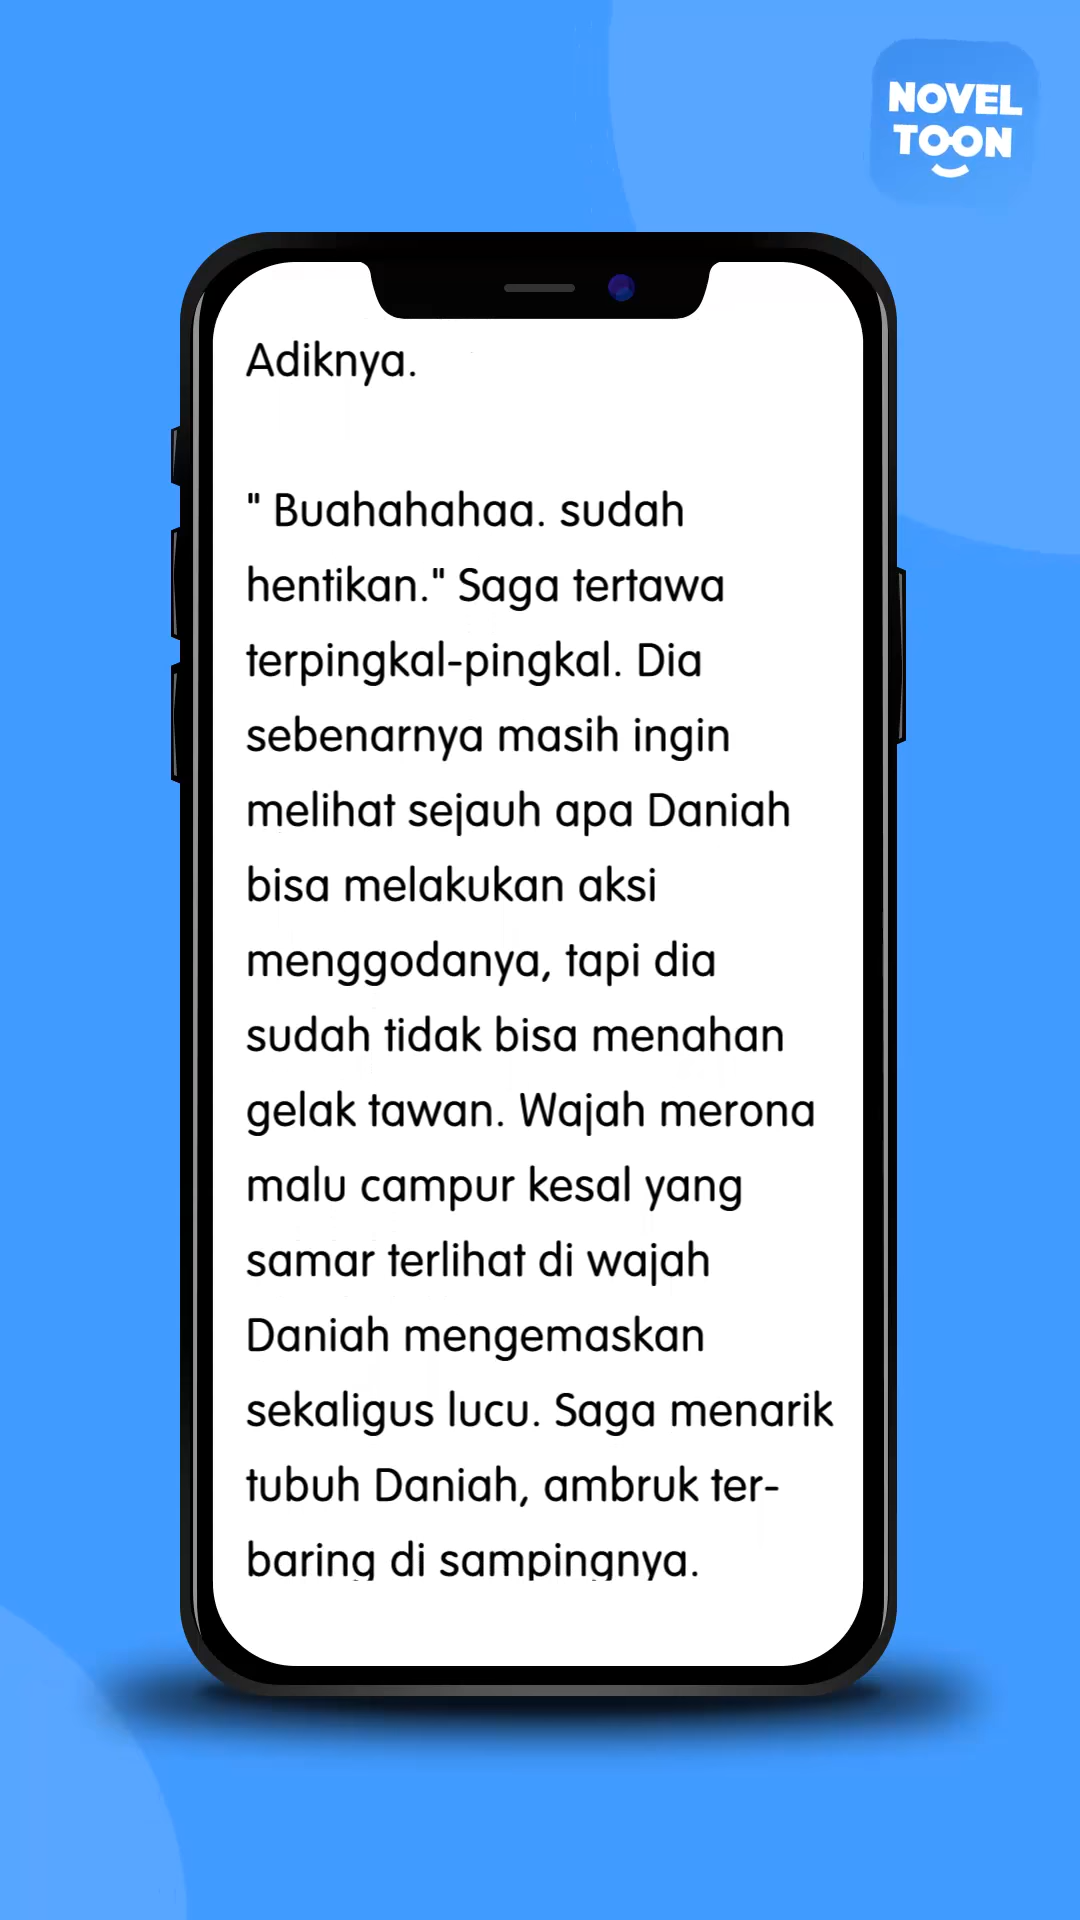 NOVEL
TOON
Adiknya.
" Buahahahaa. sudah
hentikan." Saga tertawa
terpingkal-pingkal. Dia
sebenarnya masih ingin
melihat sejauh apa Daniah
bisa melakukan aksi
menggodanya, tapi dia
sudah tidak bisa menahan
gelak tawan. Wajah merona
malu campur kesal yang
samar terlihat di wajah
Daniah mengemaskan
sekaligus lucu. Saga menarik
tubuh Daniah, ambruk ter-
baring di sampingnya.